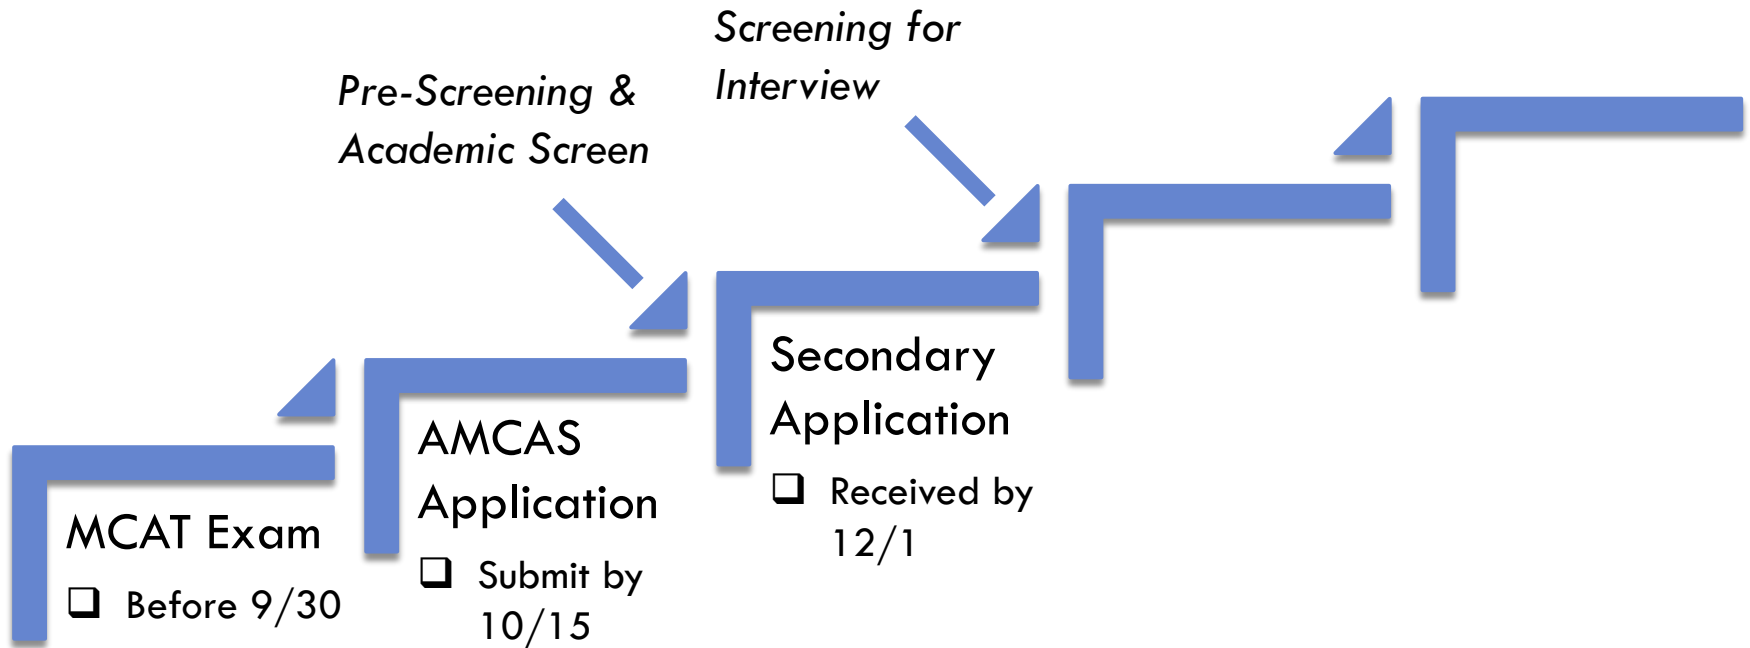 Screening for
Interview
Pre-Screening &
Academic Screen
MCAT Exam
❑ Before 9/30
AMCAS
Application
❑ Submit by
10/15
Secondary
Application
❑ Received by
12/1